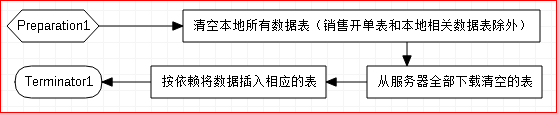 Preparation1
清空本地所有数据表（销售开单表和本地相关数据表除外）
从服务器全部下载清空的表
按依赖将数据插入相应的表
Terminator1